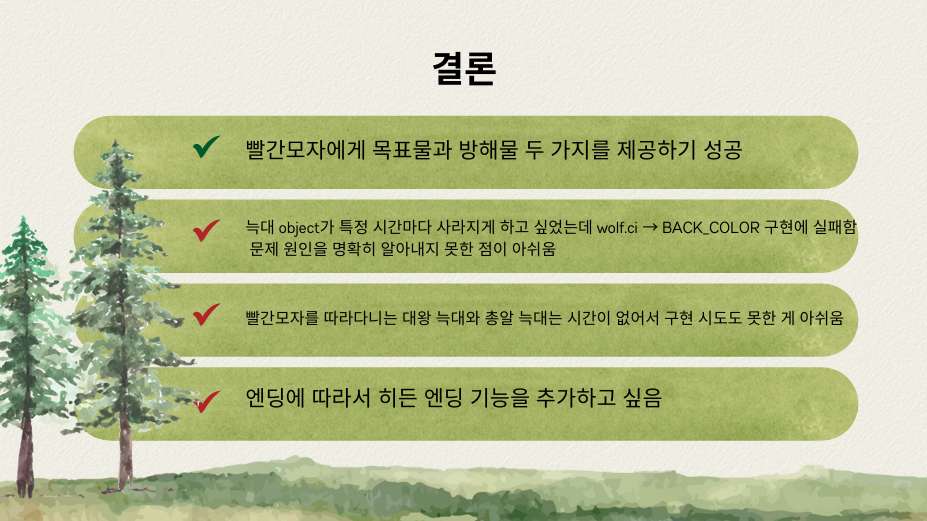 결론
빨간모자에게 목표물과 방해물 두 가지를 제공하기 성공
늑대 object가 특정 시간마다 사라지게 하고 싶었는데 wolf.ci → BACK_COLOR 구현에 실패함
문제 원인을 명확히 알아내지 못한 점이 아쉬움
빨간모자를 따라다니는 대왕 늑대와 총알 늑대는 시간이 없어서 구현 시도도 못한 게 아쉬움
엔딩에 따라서 히든 엔딩 기능을 추가하고 싶음